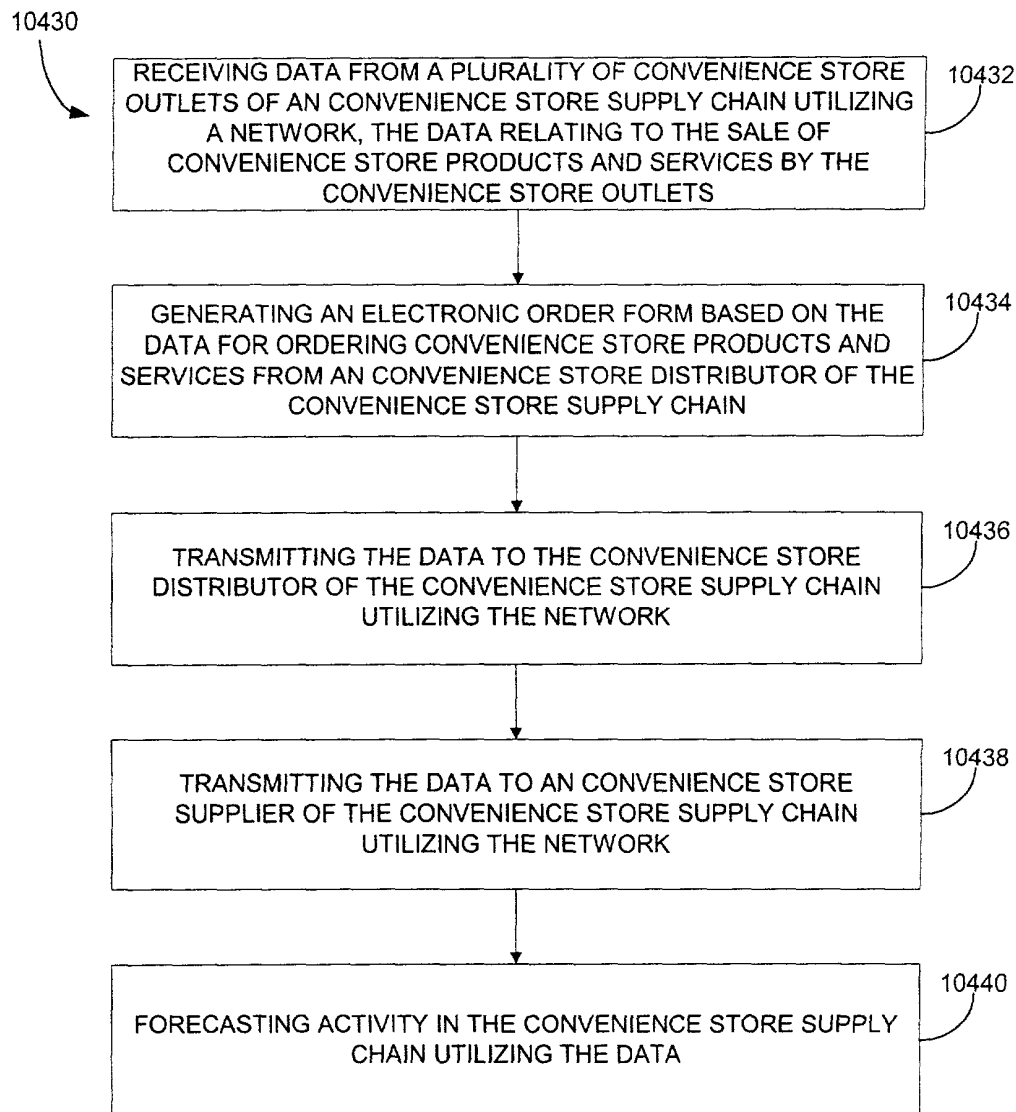 10430
RECEIVING DATA FROM A PLURALITY OF CONVENIENCE STORE
OUTLETS OF AN CONVENIENCE STORE SUPPLY CHAIN UTILIZING
A NETWORK, THE DATA RELATING TO THE SALE OF
CONVENIENCE STORE PRODUCTS AND SERVICES BY THE
CONVENIENCE STORE OUTLETS
10432
GENERATING AN ELECTRONIC ORDER FORM BASED ON THE
DATA FOR ORDERING CONVENIENCE STORE PRODUCTS AND
SERVICES FROM AN CONVENIENCE STORE DISTRIBUTOR OF THE
CONVENIENCE STORE SUPPLY CHAIN
10434
TRANSMITTING THE DATA TO THE CONVENIENCE STORE
DISTRIBUTOR OF THE CONVENIENCE STORE SUPPLY CHAIN
UTILIZING THE NETWORK
10436
TRANSMITTING THE DATA TO AN CONVENIENCE STORE
SUPPLIER OF THE CONVENIENCE STORE SUPPLY CHAIN
UTILIZING THE NETWORK
10438
FORECASTING ACTIVITY IN THE CONVENIENCE STORE SUPPLY
CHAIN UTILIZING THE DATA
10440